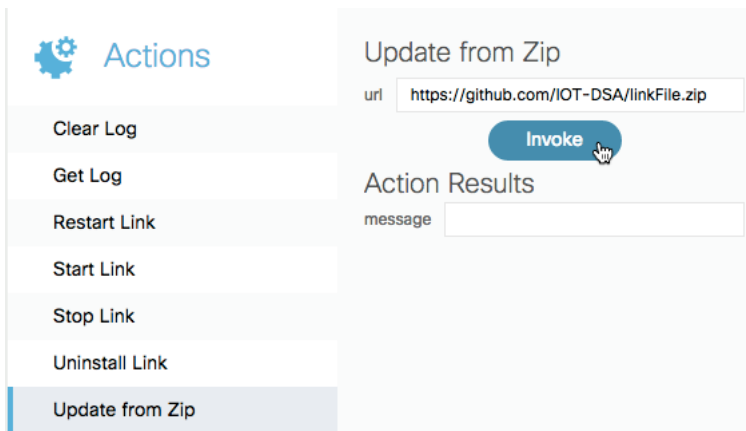 Actions
Clear Log
Get Log
Restart Link
Start Link
Stop Link
Uninstall Link
Update from Zip
Update from Zip
url https://github.com/IOT-DSA/linkFile.zip
Invoke
Action Results
message